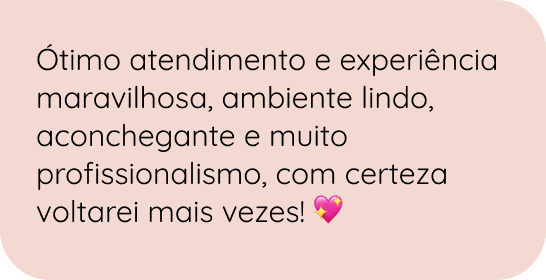 Ótimo atendimento e experiência
maravilhosa, ambiente lindo,
aconchegante e muito
profissionalismo, com certeza
voltarei mais vezes! 💖